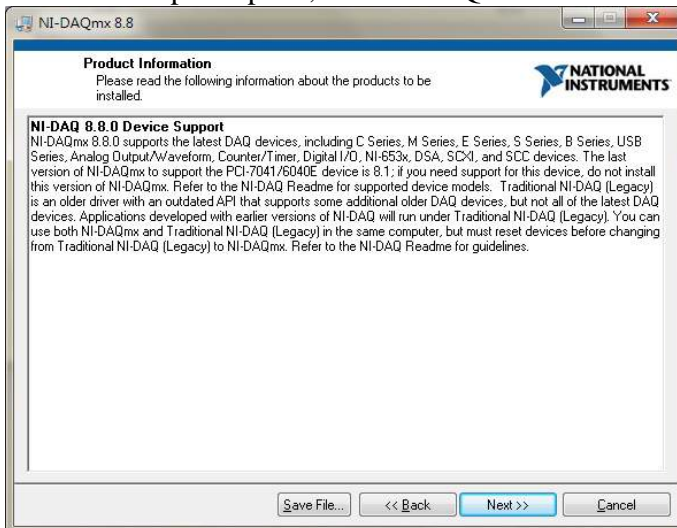 NI-DAQmx 8.8
Product Information
Please read the following information about the products to be
installed.
NATIONAL
INSTRUMENTS
NI-DAQ 8.8.0 Device Support
NI-DAQmx 8.8.0 supports the latest DAQ devices, including C Series, M Series, E Series, S Series, B Series, USB
Series, Analog Output/Waveform, Counter/Timer, Digital I/O, NI-653x, DSA, SCXI, and SCC devices. The last
version of NI-DAQmx to support the PCI-7041/6040E device is 8.1; if you need support for this device, do not install
this version of NI-DAQmx. Refer to the NI-DAQ Readme for supported device models.  Traditional NI-DAQ (Legacy)
is an older driver with an outdated API that supports some additional older DAQ devices, but not all of the latest DAQ
devices. Applications developed with earlier versions of NI-DAQ will run under Traditional NI-DAQ (Legacy). You can
use both NI-DAQmx and Traditional NI-DAQ (Legacy) in the same computer, but must reset devices before changing
from Traditional NI-DAQ (Legacy) to NI-DAQmx. Refer to the NI-DAQ Readme for guidelines.
Save File... << Back Next >> Cancel